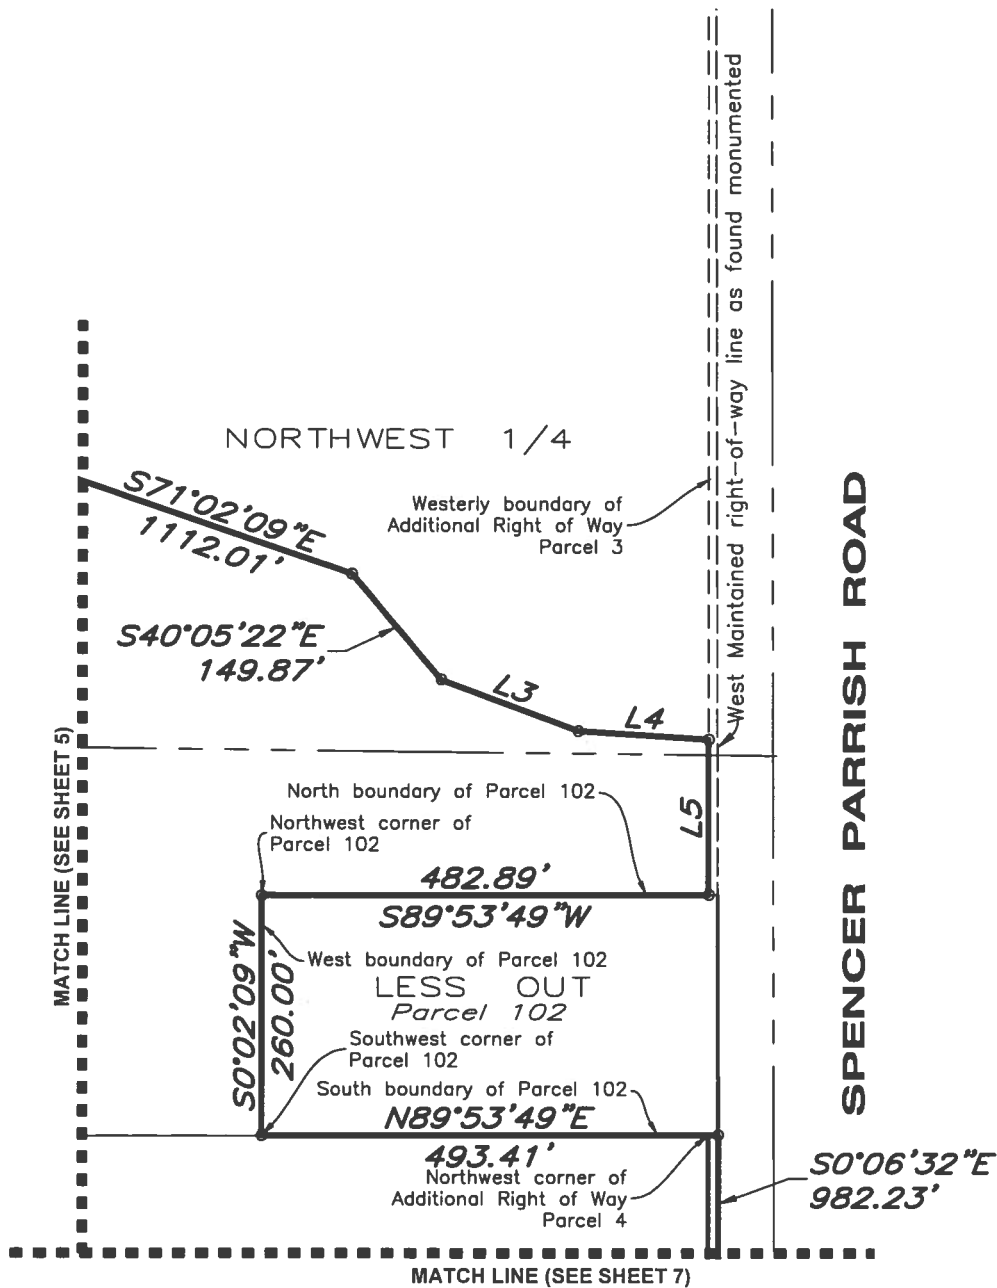 West Maintained right-of-way line as found monumented
NORTHWEST 1/4
S71°02'09"E
1112.01'
Westerly boundary of
Additional Right of Way
Parcel 3
SPENCER PARRISH ROAD
S40°05'22"E
149.87'
L3
L4
MATCH LINE (SEE SHEET 5)
North boundary of Parcel 102
L5
Northwest corner of
Parcel 102
482.89'
S89°53'49"W
S0°02'09"W
260.00'
West boundary of Parcel 102
LESS OUT
Parcel 102
Southwest corner of
Parcel 102
South boundary of Parcel 102
N89°53'49"E
493.41'
Northwest corner of
Additional Right of Way
Parcel 4
S0°06'32"E
982.23'
MATCH LINE (SEE SHEET 7)